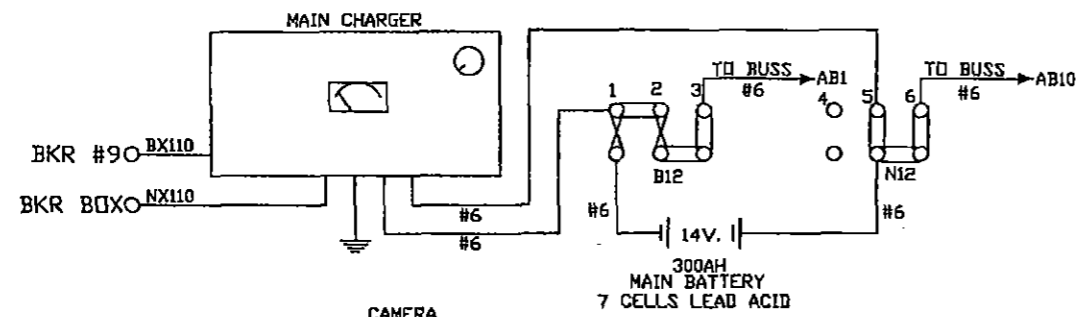 MAIN CHARGER
TO BUSS
#6
AB1
TO BUSS
#6
AB10
1 2 3 4 5 6
BKR #9 BX110
BKR BOX NX110
B12
N12
#6
#6
#6
#6
14V.
300AH
MAIN BATTERY
7 CELLS LEAD ACID
CAMERA